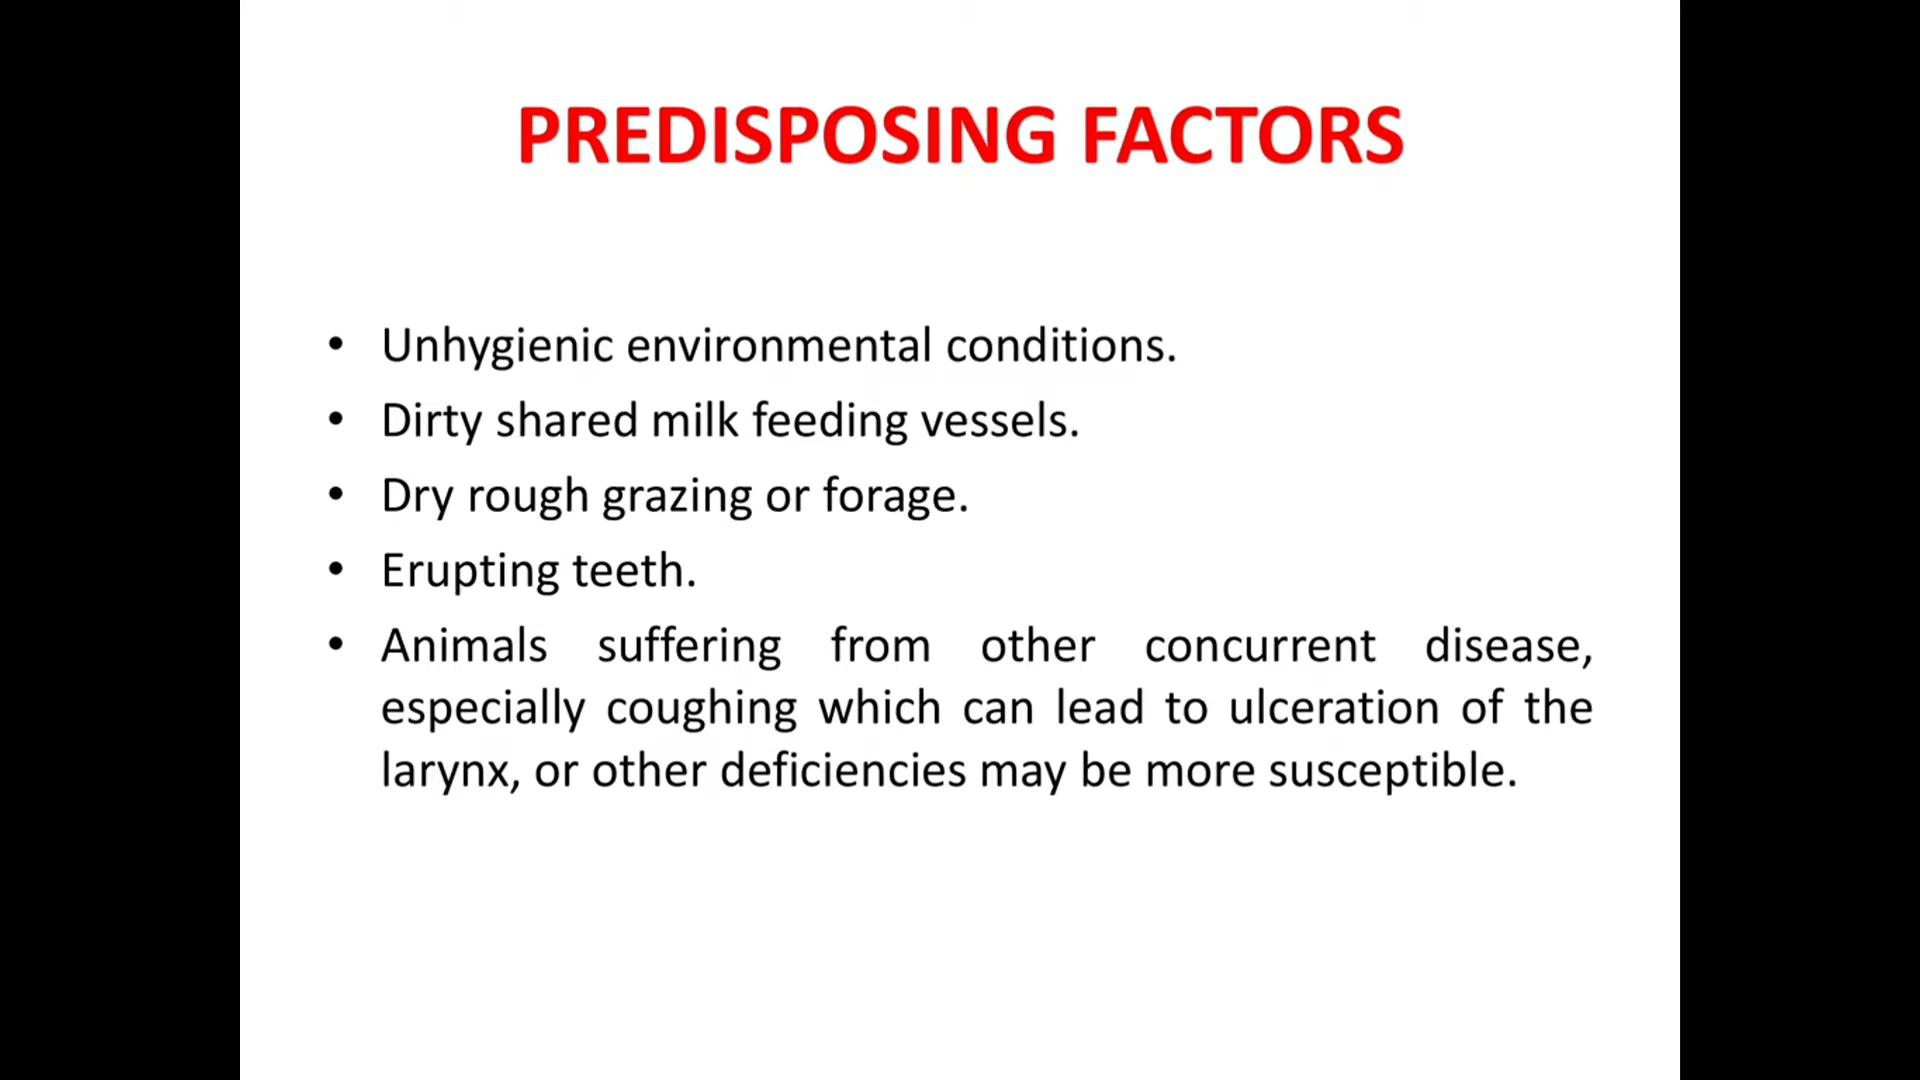 PREDISPOSING FACTORS
• Unhygienic environmental conditions.
• Dirty shared milk feeding vessels.
• Dry rough grazing or forage.
• Erupting teeth.
• Animals suffering from other concurrent disease,
especially coughing which can lead to ulceration of the
larynx, or other deficiencies may be more susceptible.